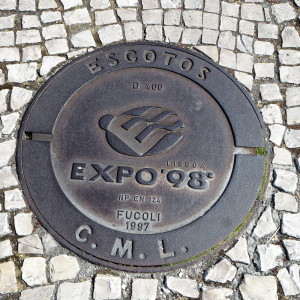 ESGOTOS
D 400
LISBOA
EXPO'98
NP EN 124
FUCOLI
1997
C. M. L.